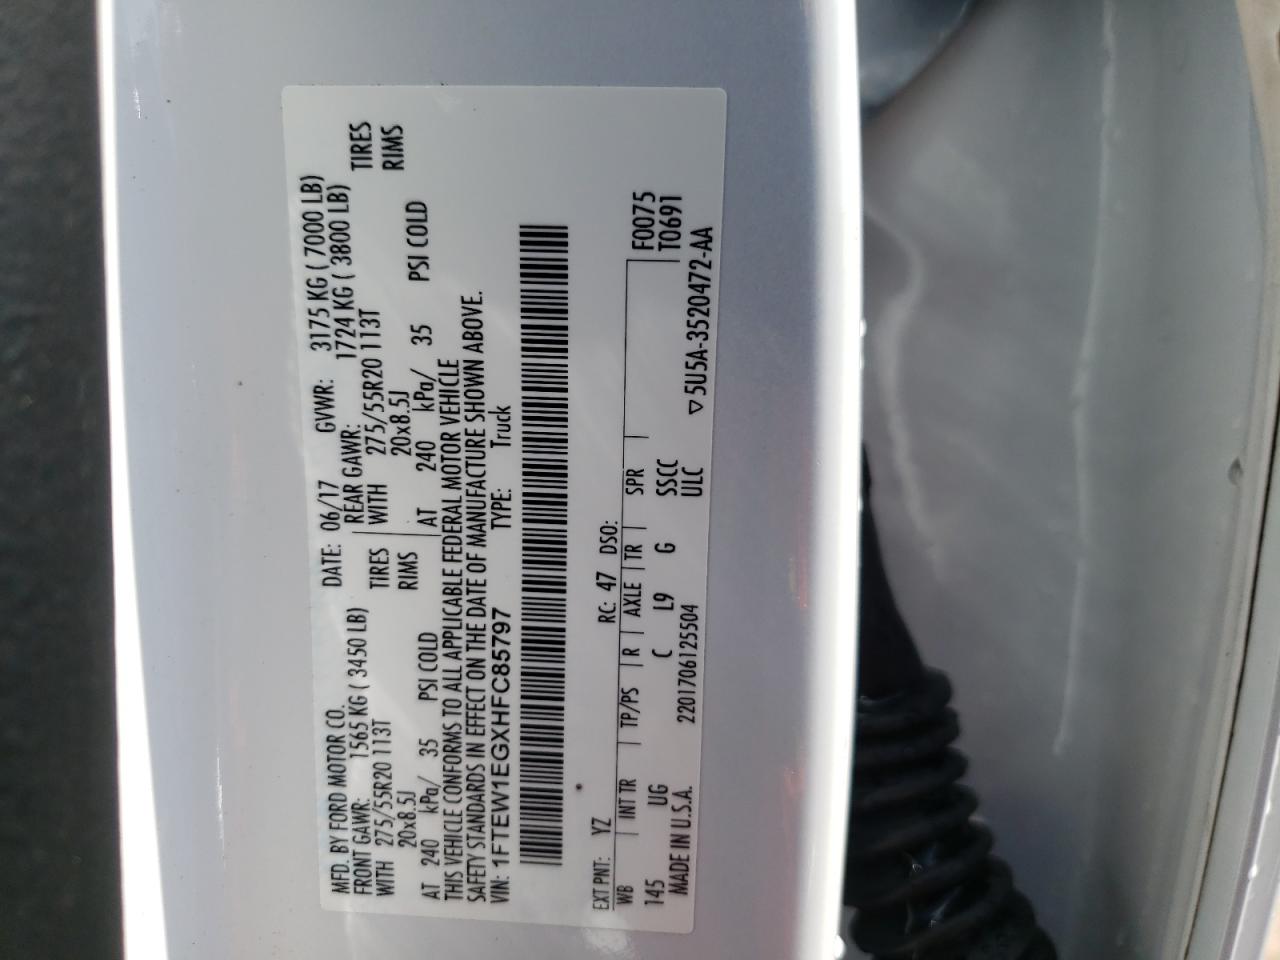 MFD. BY FORD MOTOR CO.
DATE: 06/17 GVWR: 3175 KG ( 7000 LB)
FRONT GAWR: 1565 KG ( 3450 LB) REAR GAWR: 1724 KG ( 3800 LB)
WITH 275/55R20 113T TIRES WITH 275/55R20 113T TIRES
20x8.5J RIMS 20x8.5J RIMS
AT 240 kPa/ 35 PSI COLD AT 240 kPa/ 35 PSI COLD
THIS VEHICLE CONFORMS TO ALL APPLICABLE FEDERAL MOTOR VEHICLE
SAFETY STANDARDS IN EFFECT ON THE DATE OF MANUFACTURE SHOWN ABOVE.
VIN: 1FTEW1EGXHFC85797 TYPE: Truck
EXT PNT: YZ RC: 47 DSO:
WB INT TR TP/PS R AXLE TR SPR F0075
145 UG C L9 G SSCC T0691
MADE IN U.S.A. 2201706125504 ULC ▽5U5A-3520472-AA